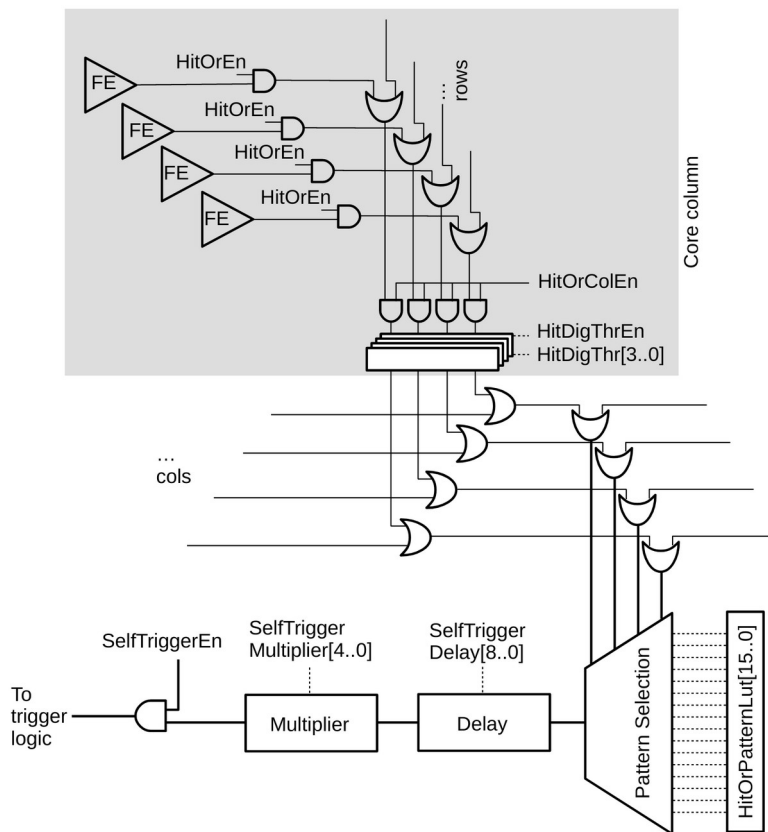 HitOrEn
FE
HitOrEn
FE
HitOrEn
FE
HitOrEn
FE
...
rows
Core column
HitOrColEn
HitDigThrEn
HitDigThr[3..0]
...
cols
SelfTriggerEn
SelfTrigger
Multiplier[4..0]
SelfTrigger
Delay[8..0]
To
trigger
logic
Multiplier
Delay
Pattern Selection
HitOrPatternLut[15..0]